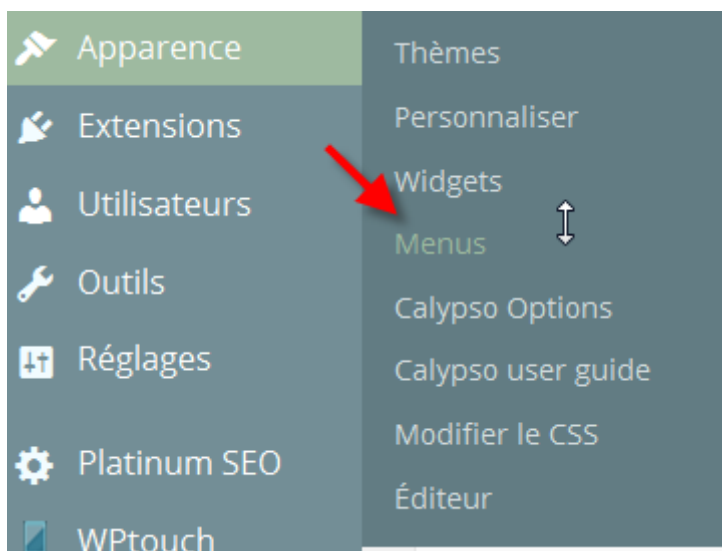 Apparence
Extensions
Utilisateurs
Outils
Réglages
Platinum SEO
WPtouch
Thèmes
Personnaliser
Widgets
Menus
Calypso Options
Calypso user guide
Modifier le CSS
Éditeur